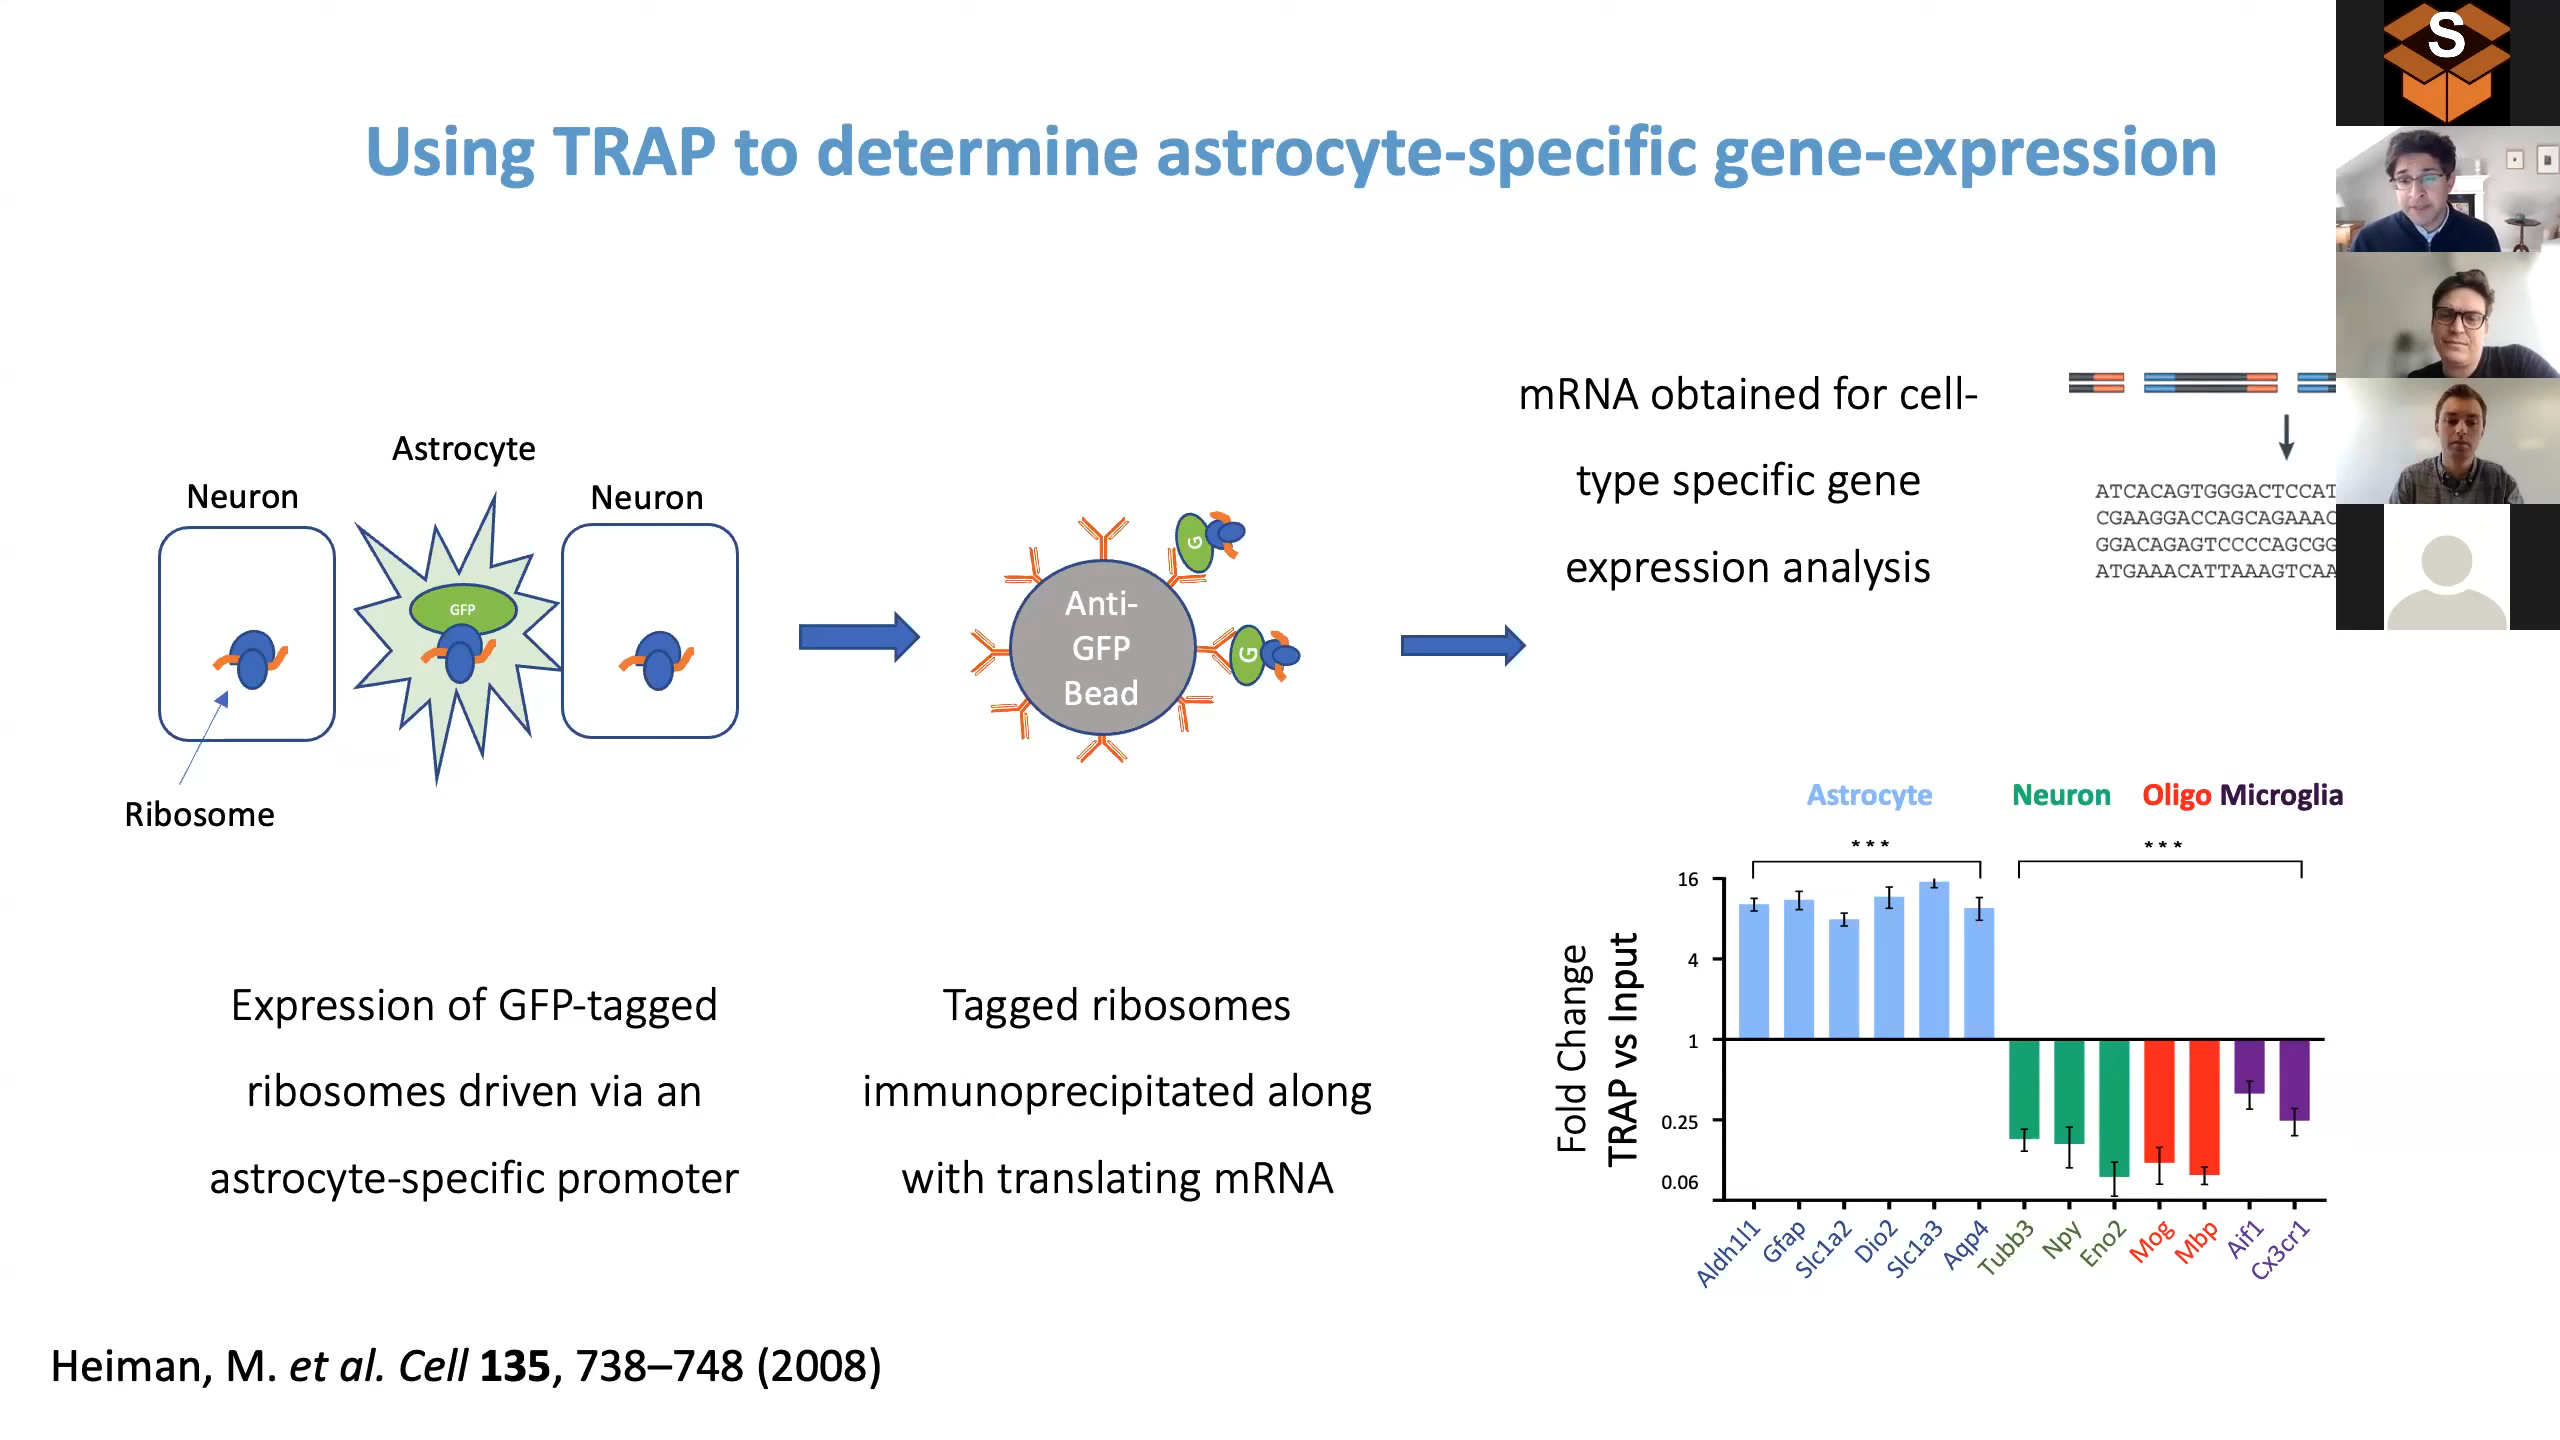 S
Using TRAP to determine astrocyte-specific gene-expression
Astrocyte
Neuron
Neuron
GFP
Ribosome
Anti-
GFP
Bead
G
G
mRNA obtained for cell-
type specific gene
expression analysis
ATCACAGTGGGACTCCAT
CGAAGGACCAGCAGAAAC
GGACAGAGTCCCCAGCGG
ATGAAACATTAAAGTCAA
Expression of GFP-tagged
ribosomes driven via an
astrocyte-specific promoter
Tagged ribosomes
immunoprecipitated along
with translating mRNA
Astrocyte Neuron Oligo Microglia
*** ***
Fold Change
TRAP vs Input
16
4
1
0.25
0.06
Aldh1l1 Gfap Slc1a2 Dio2 Slc1a3 Aqp4 Tubb3 Npy Eno2 Mog Mbp Aif1 Cx3cr1
Heiman, M. et al. Cell 135, 738–748 (2008)